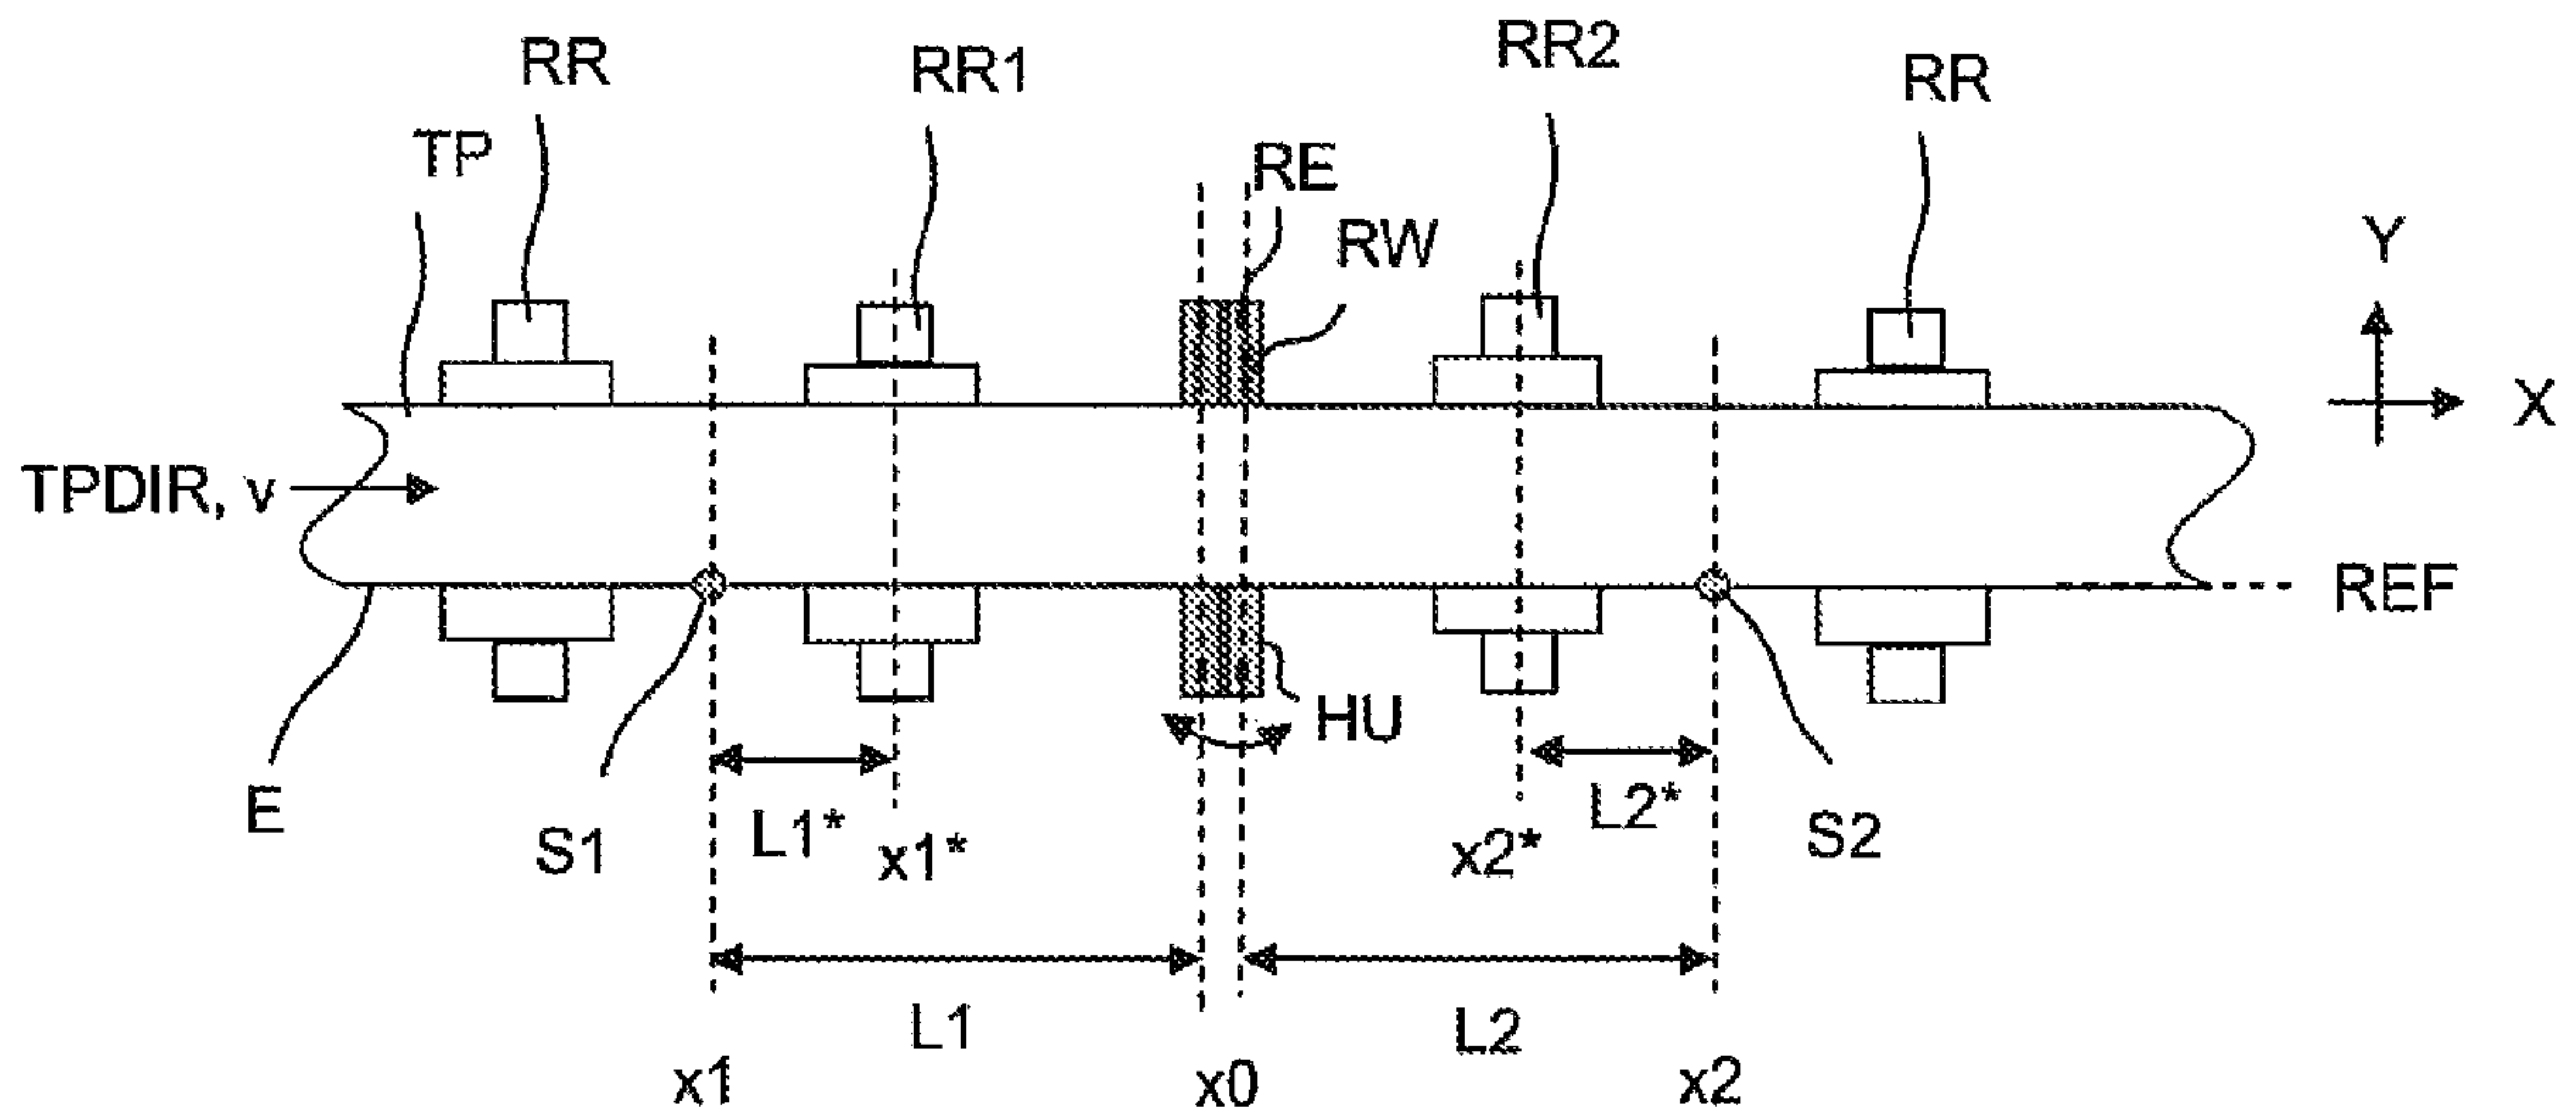 RR
RR1
RR2
RR
TP
RE
RW
Y
X
TPDIR, v
REF
HU
E
S1
L1*
x1*
x2*
L2*
S2
L1
L2
x1
x0
x2